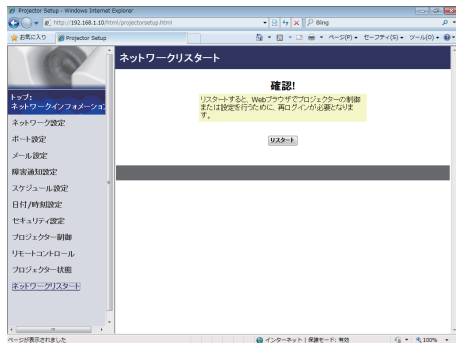 Projector Setup - Windows Internet Explorer
http://192.168.1.10/html/projectorsetup.html
Bing
お気に入り
Projector Setup
ページ(P)
セーフティ(S)
ツール(O)
トップ:
ネットワークインフォメーション
ネットワーク設定
ポート設定
メール設定
障害通知設定
スケジュール設定
日付/時刻設定
セキュリティ設定
プロジェクター制御
リモートコントロール
プロジェクター状態
ネットワークリスタート
ネットワークリスタート
確認!
リスタートすると、Webブラウザでプロジェクターの制御
または設定を行うために、再ログインが必要となりま
す。
リスタート
ページが表示されました
インターネット | 保護モード: 有効
100%